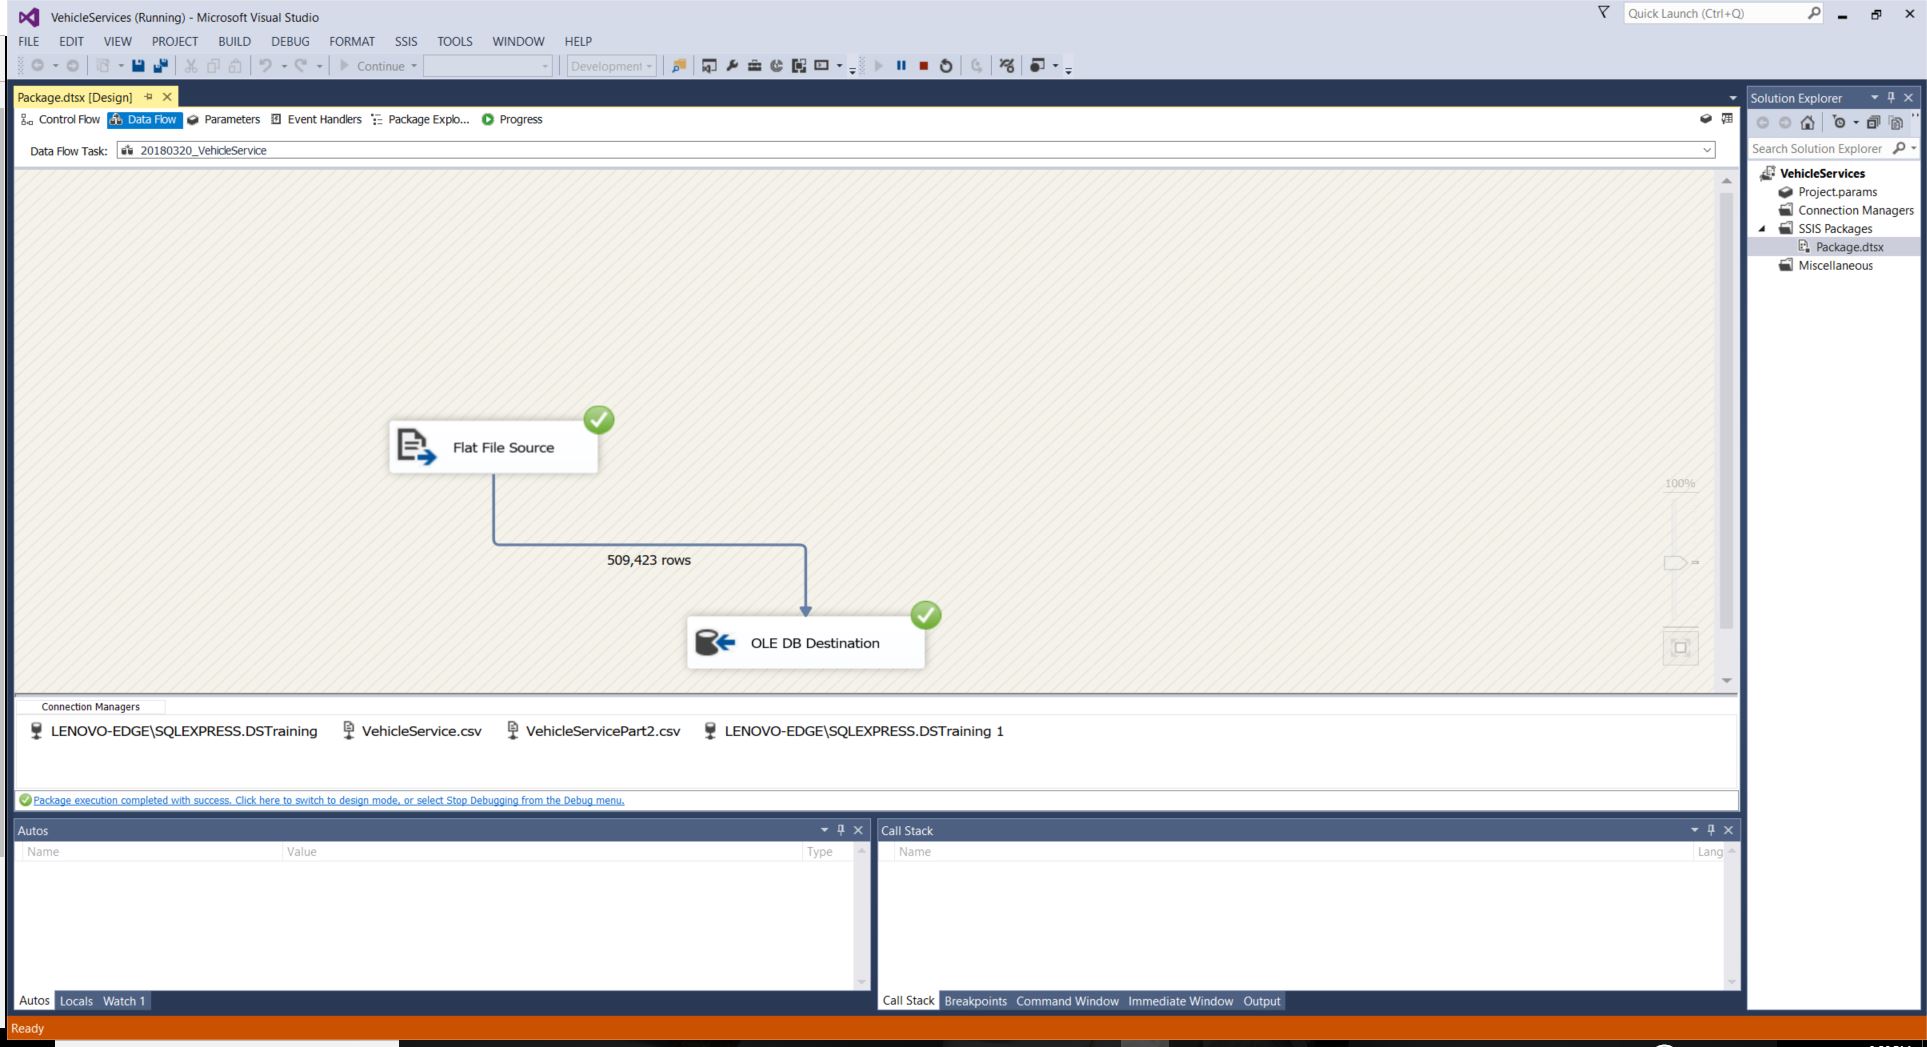 VehicleServices (Running) - Microsoft Visual Studio
Quick Launch (Ctrl+Q)
FILE EDIT VIEW PROJECT BUILD DEBUG FORMAT SSIS TOOLS WINDOW HELP
Continue Development
Package.dtsx [Design]
Control Flow Data Flow Parameters Event Handlers Package Explo... Progress
Data Flow Task: 20180320_VehicleService
Flat File Source
509,423 rows
OLE DB Destination
100%
Connection Managers
LENOVO-EDGE\SQLEXPRESS.DSTraining VehicleService.csv VehicleServicePart2.csv LENOVO-EDGE\SQLEXPRESS.DSTraining 1
Package execution completed with success. Click here to switch to design mode, or select Stop Debugging from the Debug menu.
Autos
Name Value Type
Autos Locals Watch 1
Call Stack
Name Lang
Call Stack Breakpoints Command Window Immediate Window Output
Solution Explorer
Search Solution Explorer
VehicleServices
Project.params
Connection Managers
SSIS Packages
Package.dtsx
Miscellaneous
Ready